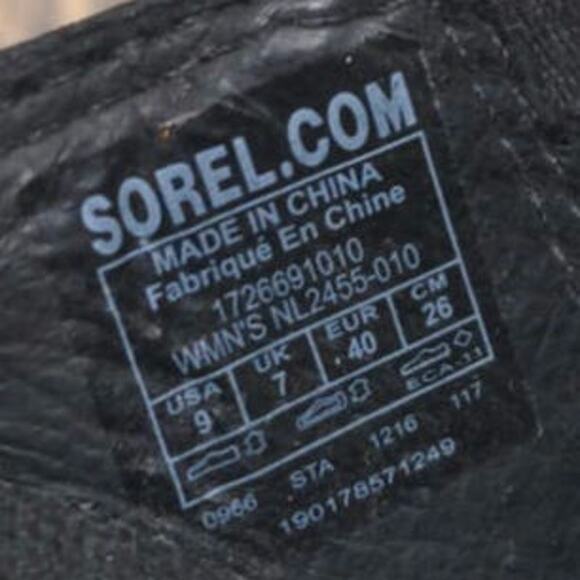 SOREL.COM
MADE IN CHINA
Fabriqué En Chine
1726691010
WMN'S NL2455-010
USA UK EUR CM
9 7 40 26
ECA-11
0966 STA 1216 117
190178571249